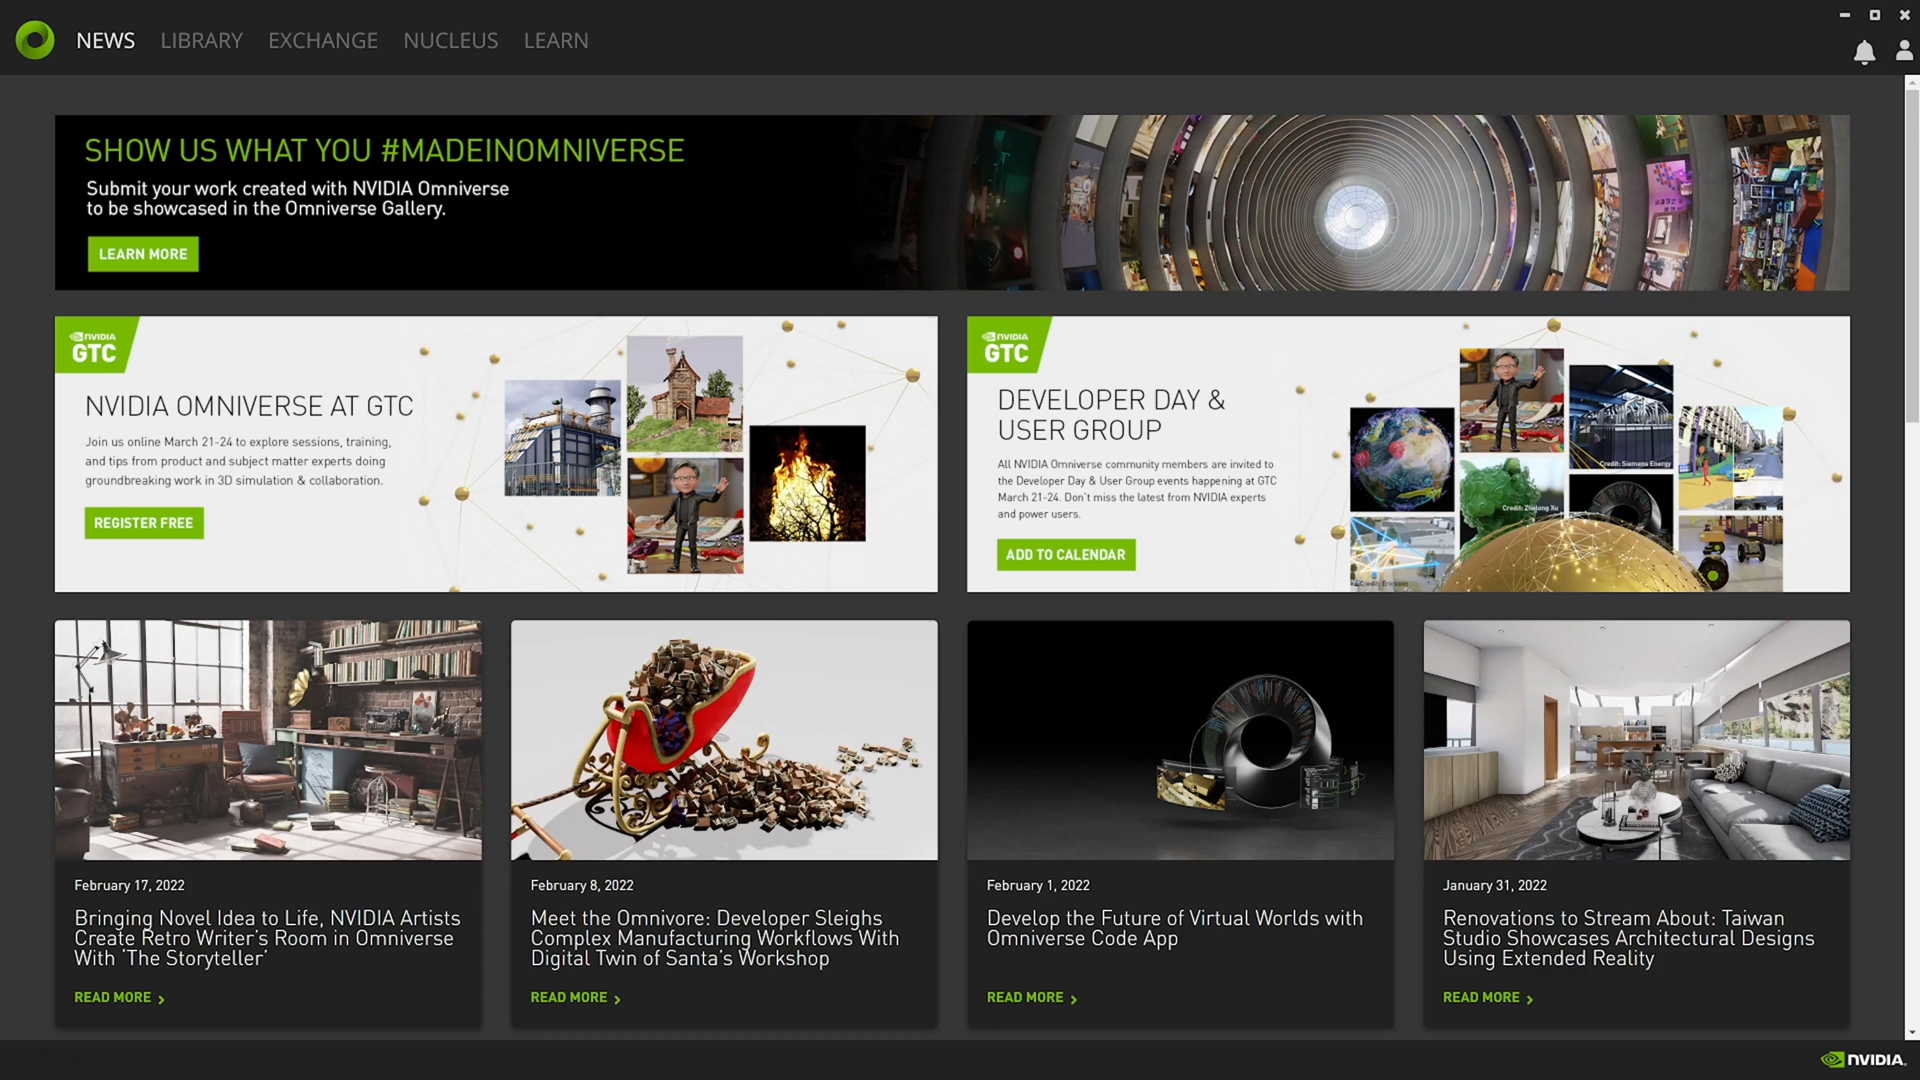 NEWS LIBRARY EXCHANGE NUCLEUS LEARN
SHOW US WHAT YOU #MADEINOMNIVERSE
Submit your work created with NVIDIA Omniverse
to be showcased in the Omniverse Gallery.
LEARN MORE
NVIDIA
GTC
NVIDIA OMNIVERSE AT GTC
Join us online March 21-24 to explore sessions, training,
and tips from product and subject matter experts doing
groundbreaking work in 3D simulation & collaboration.
REGISTER FREE
NVIDIA
GTC
DEVELOPER DAY &
USER GROUP
All NVIDIA Omniverse community members are invited to
the Developer Day & User Group events happening at GTC
March 21-24. Don't miss the latest from NVIDIA experts
and power users.
ADD TO CALENDAR
Credit: Siemens Energy
Credit: Zhelong Xu
Credit: Ericsson
February 17, 2022
Bringing Novel Idea to Life, NVIDIA Artists
Create Retro Writer's Room in Omniverse
With 'The Storyteller'
READ MORE
February 8, 2022
Meet the Omnivore: Developer Sleighs
Complex Manufacturing Workflows With
Digital Twin of Santa's Workshop
READ MORE
February 1, 2022
Develop the Future of Virtual Worlds with
Omniverse Code App
READ MORE
January 31, 2022
Renovations to Stream About: Taiwan
Studio Showcases Architectural Designs
Using Extended Reality
READ MORE
NVIDIA.